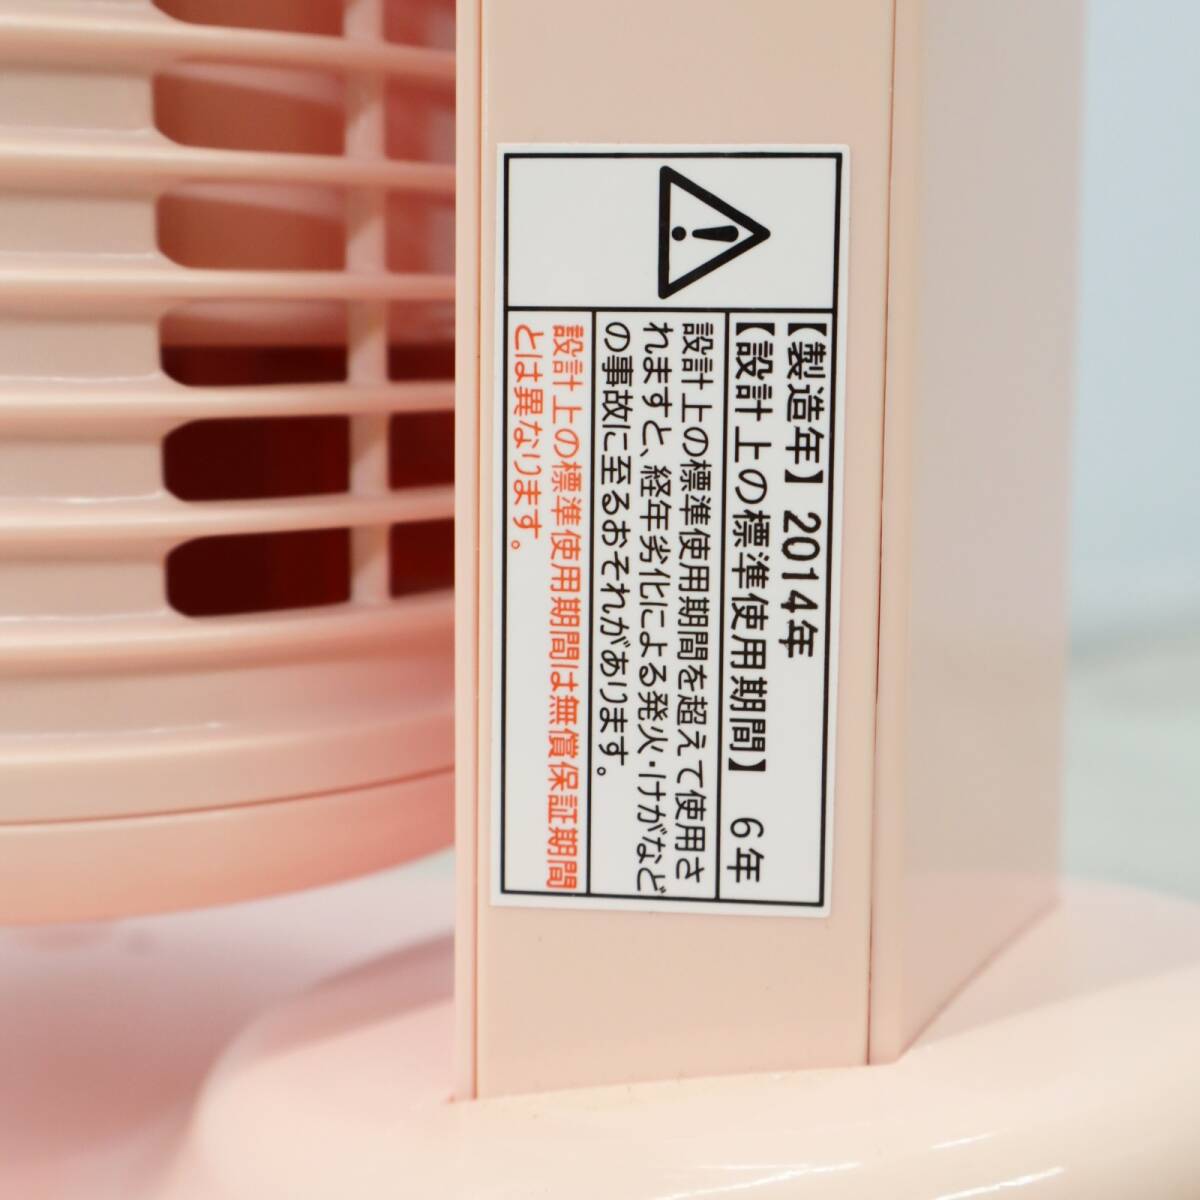 【製造年】2014年
【設計上の標準使用期間】 6年
設計上の標準使用期間を超えて使用さ
れますと、経年劣化による発火・けがなど
の事故に至るおそれがあります。
設計上の標準使用期間は無償保証期間
とは異なります。